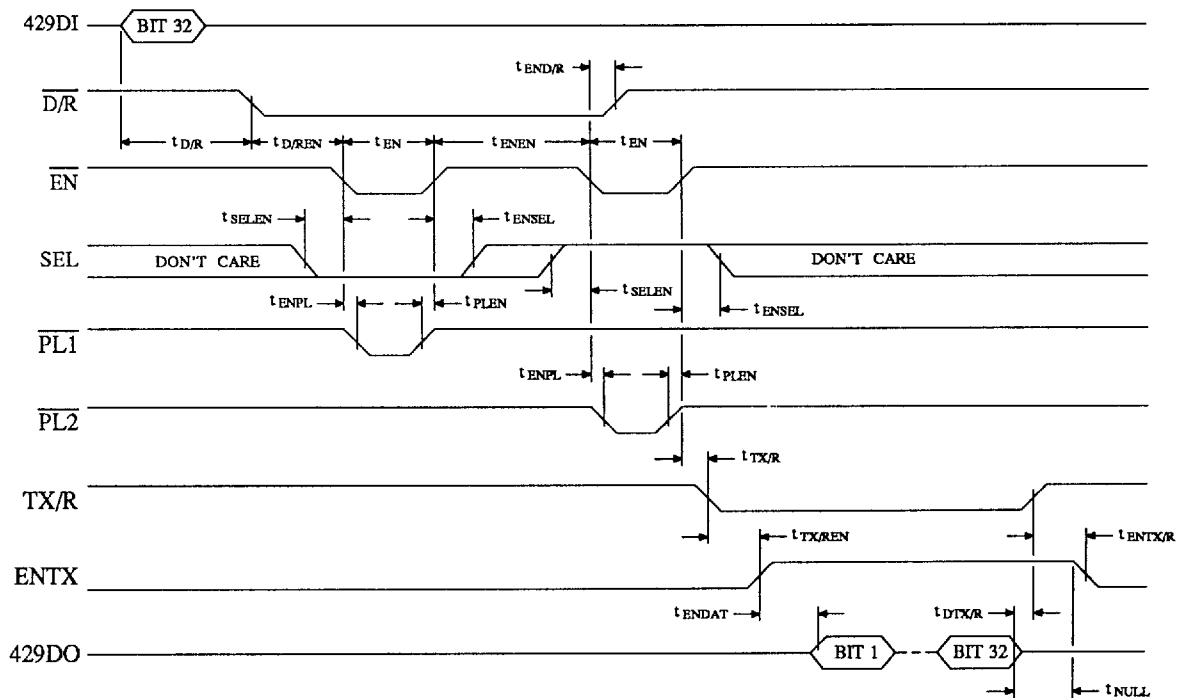 429DI BIT 32
t END/R
D/R
t D/R t D/REN t EN t ENEN t EN
EN
t SELEN t ENSEL
SEL DON'T CARE DON'T CARE
t ENPL t PLEN t SELEN t ENSEL
PL1
t ENPL t PLEN
PL2
t TX/R
TX/R
t TX/REN t ENTX/R
ENTX
t ENDAT t DTX/R
429DO BIT 1 BIT 32
t NULL